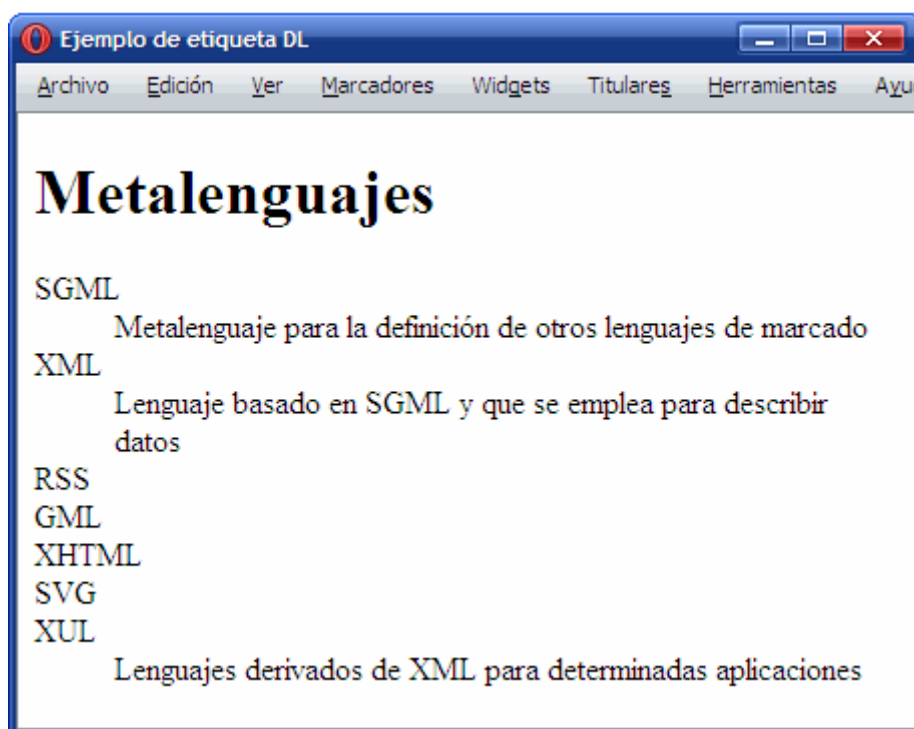 Ejemplo de etiqueta DL
Archivo Edición Ver Marcadores Widgets Titulares Herramientas Ayu
Metalenguajes
SGML
Metalenguaje para la definición de otros lenguajes de marcado
XML
Lenguaje basado en SGML y que se emplea para describir
datos
RSS
GML
XHTML
SVG
XUL
Lenguajes derivados de XML para determinadas aplicaciones